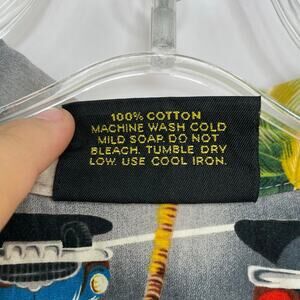 100% COTTON
MACHINE WASH COLD
MILD SOAP. DO NOT
BLEACH. TUMBLE DRY
LOW. USE COOL IRON.